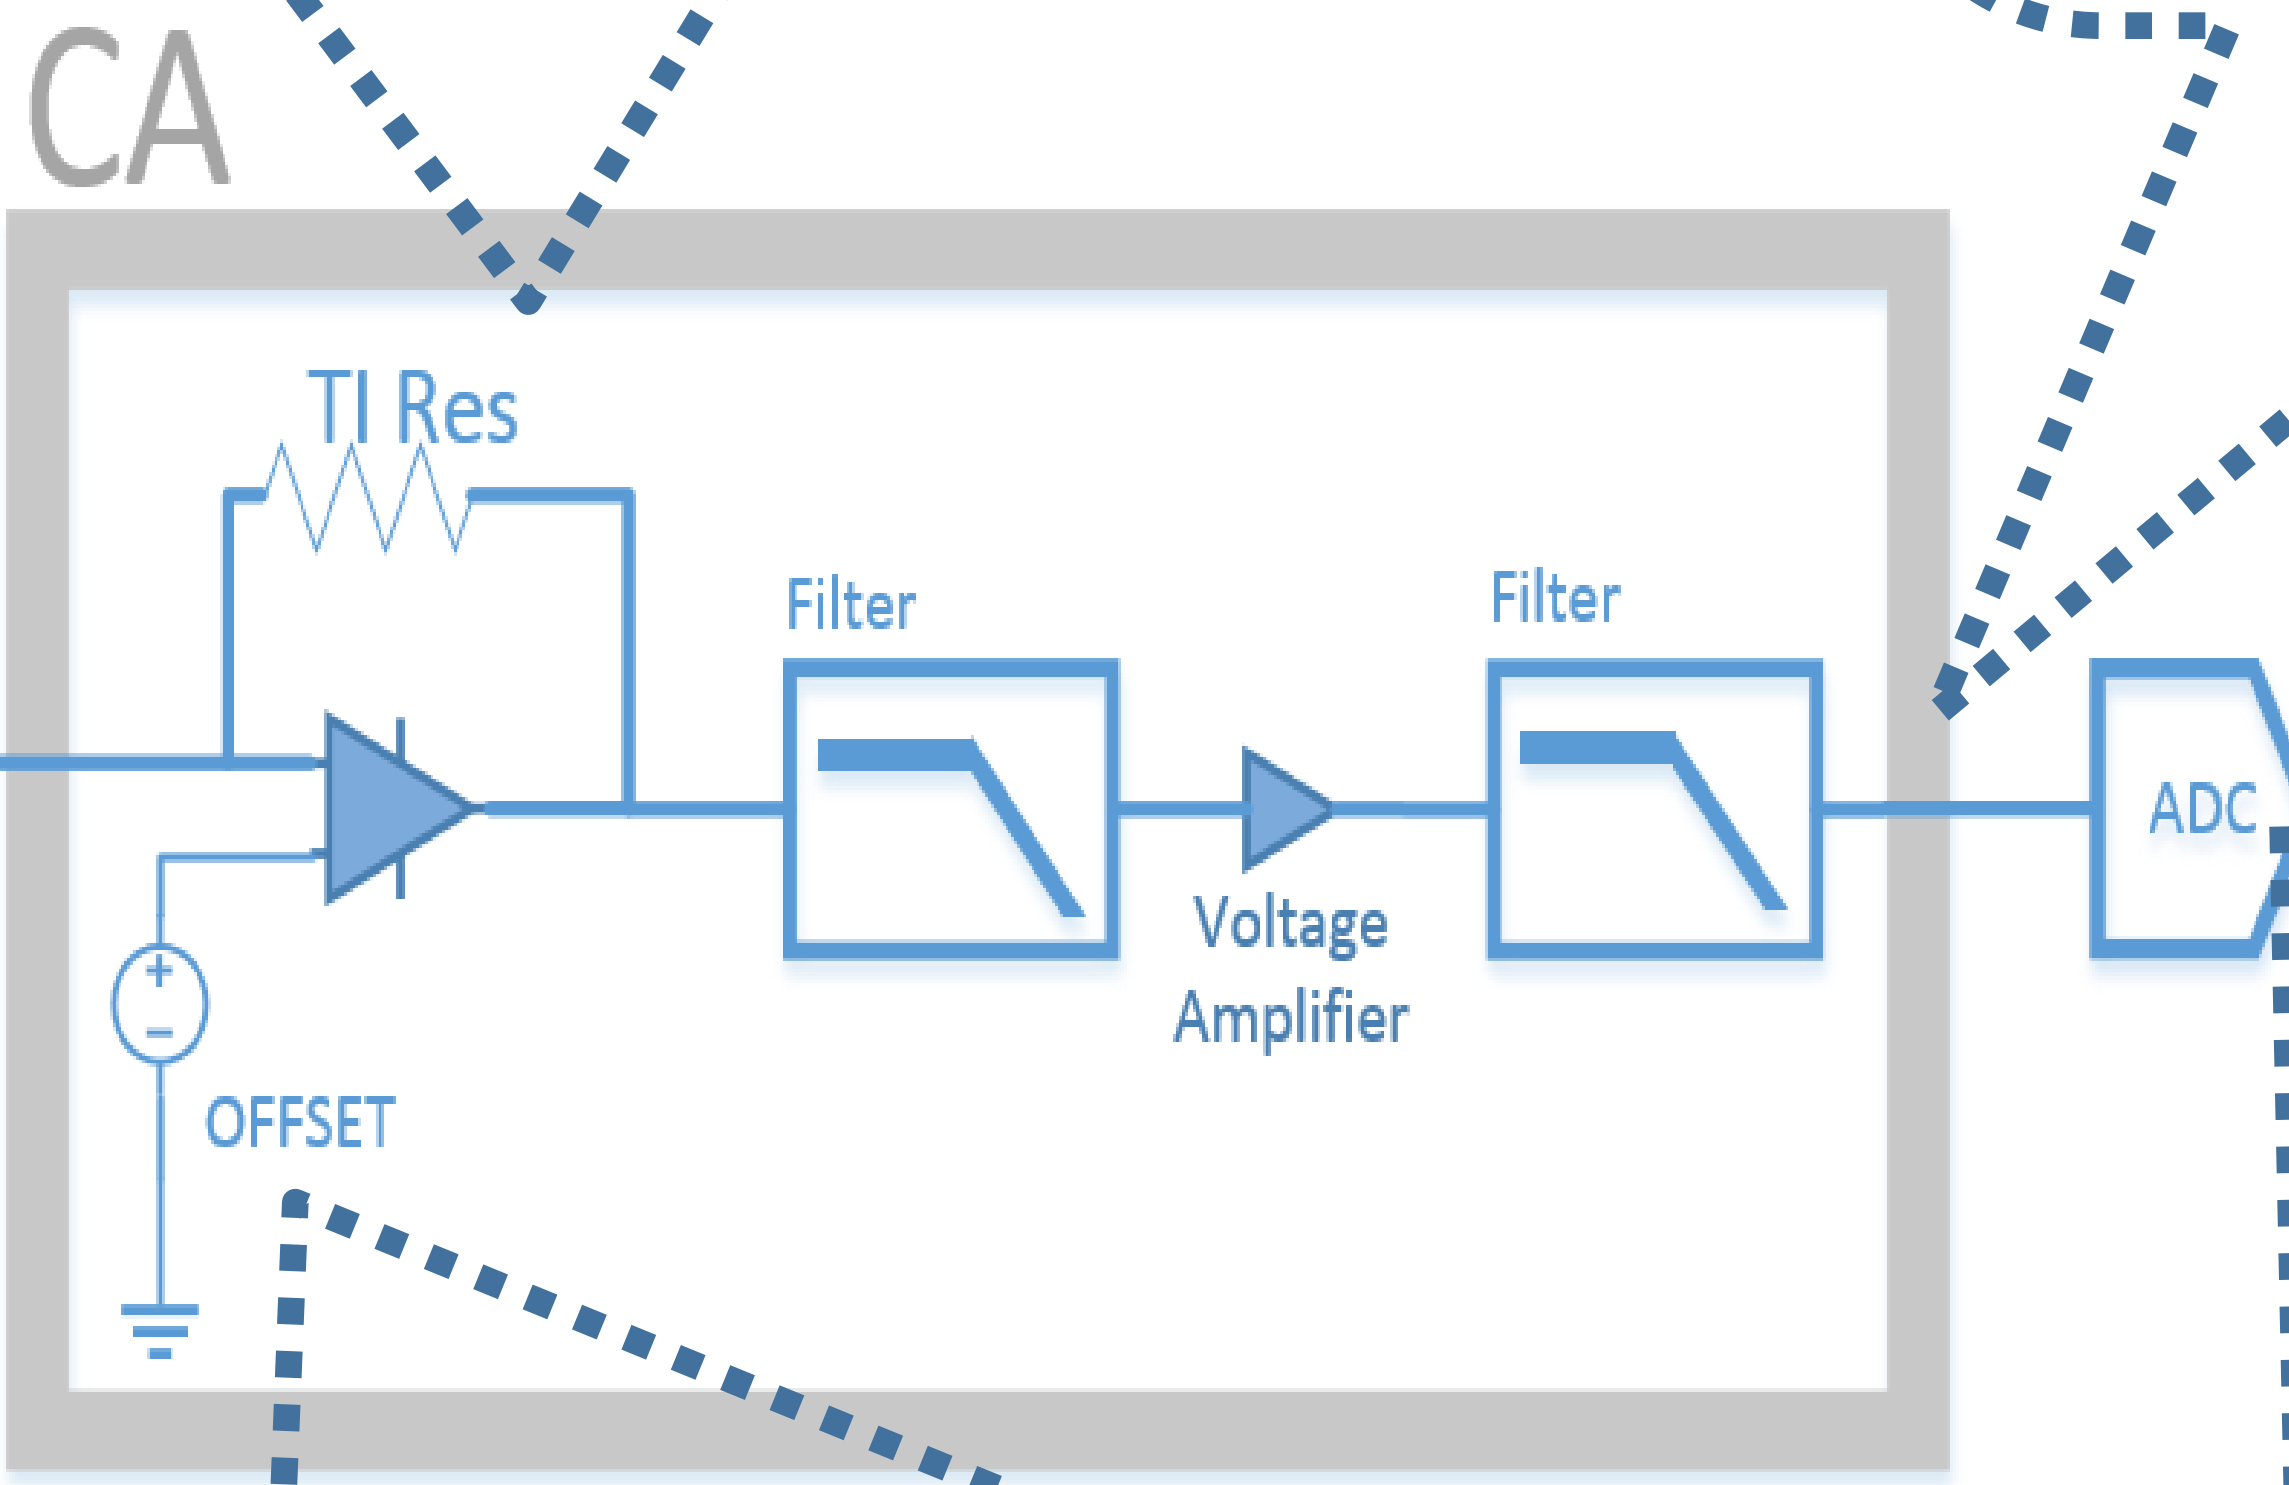 CA
TI Res
Filter
Filter
ADC
Voltage
Amplifier
+
−
OFFSET